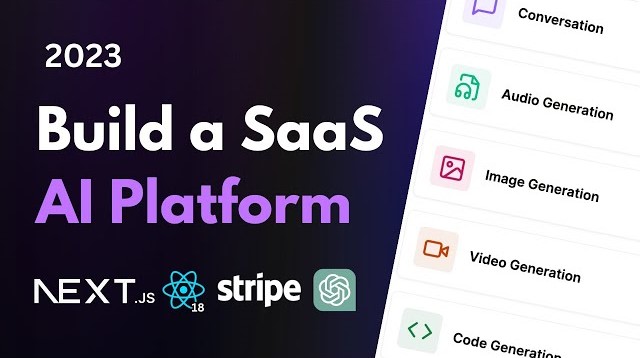 2023
Build a SaaS
AI Platform
NEXT.JS
18
stripe
Conversation
Audio Generation
Image Generation
Video Generation
Code Generation